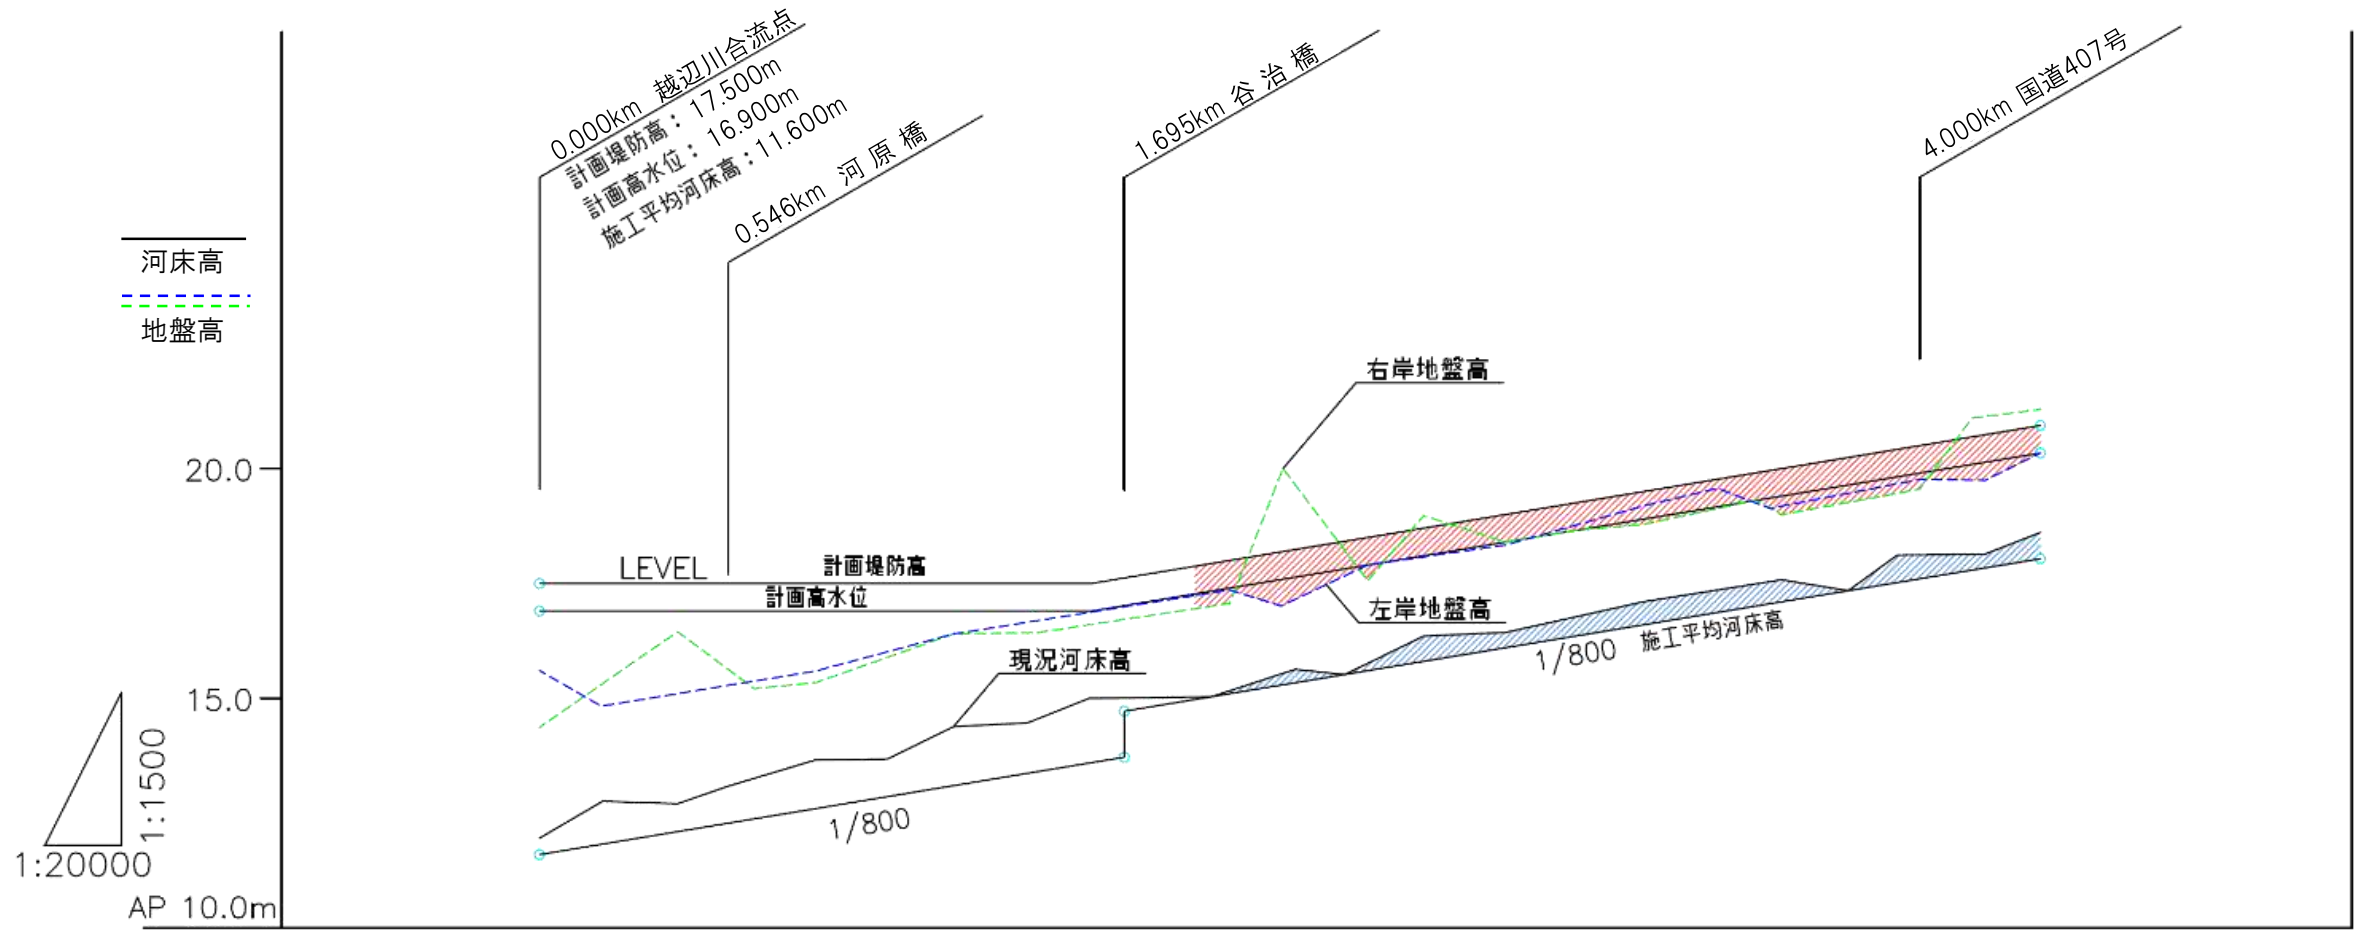 0.000km 越辺川合流点
計画堤防高：17.500m
計画高水位：16.900m
施工平均河床高：11.600m
0.546km 河原橋
1.695km 谷治橋
4.000km 国道407号
河床高
地盤高
右岸地盤高
20.0
LEVEL
計画堤防高
計画高水位
左岸地盤高
現況河床高
1/800
施工平均河床高
15.0
1/800
1:1500
1:20000
AP 10.0m